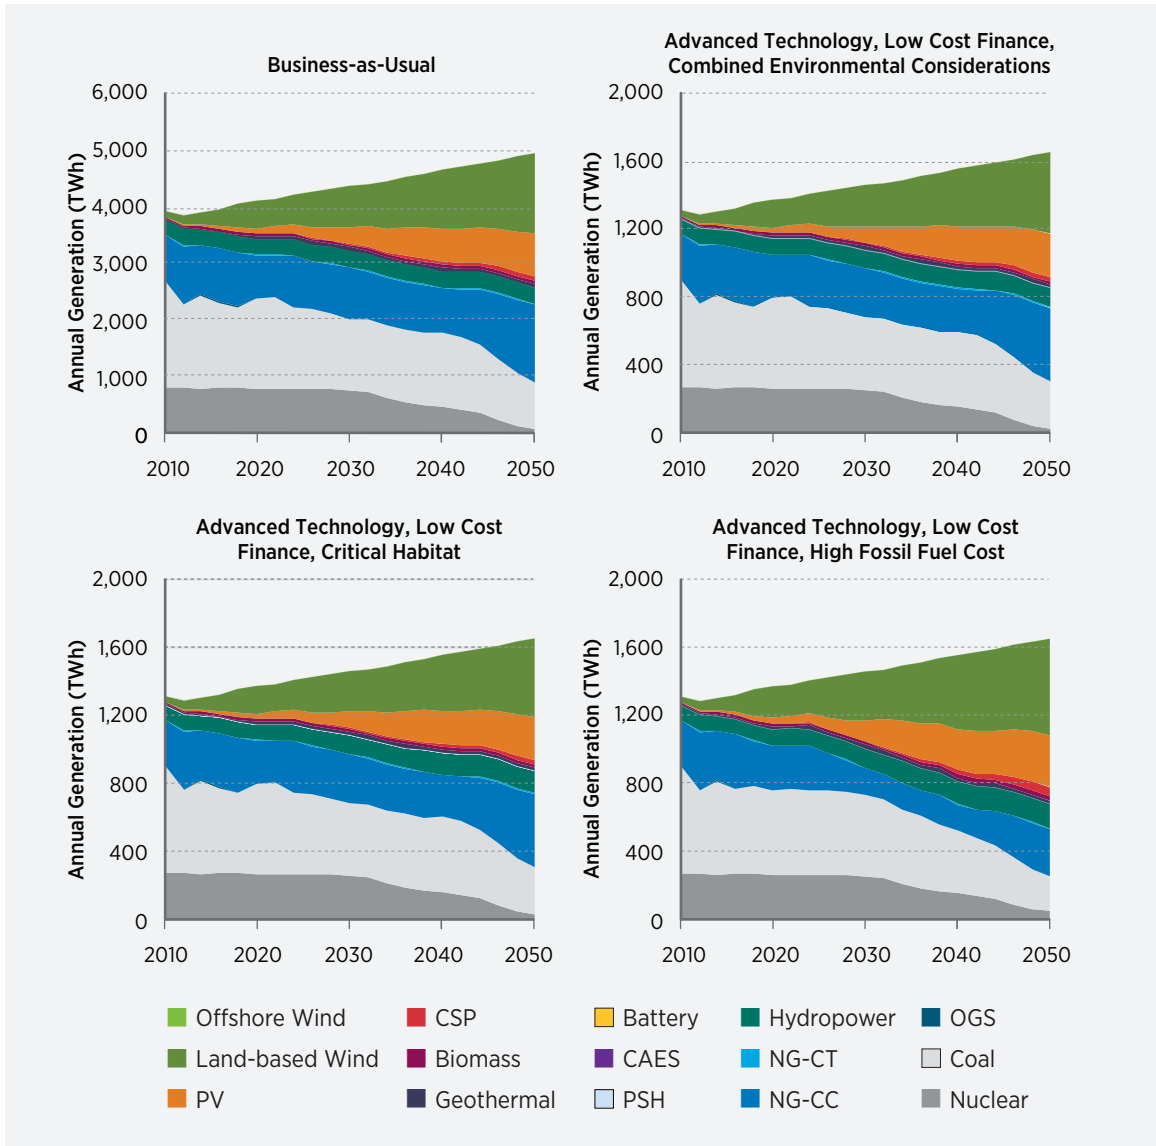 Business-as-Usual
6,000
5,000
4,000
3,000
2,000
1,000
0
Annual Generation (TWh)
2010 2020 2030 2040 2050
Advanced Technology, Low Cost Finance,
Combined Environmental Considerations
2,000
1,600
1,200
800
400
0
Annual Generation (TWh)
2010 2020 2030 2040 2050
Advanced Technology, Low Cost
Finance, Critical Habitat
2,000
1,600
1,200
800
400
0
Annual Generation (TWh)
2010 2020 2030 2040 2050
Advanced Technology, Low Cost
Finance, High Fossil Fuel Cost
2,000
1,600
1,200
800
400
0
Annual Generation (TWh)
2010 2020 2030 2040 2050
Offshore Wind CSP Battery Hydropower OGS
Land-based Wind Biomass CAES NG-CT Coal
PV Geothermal PSH NG-CC Nuclear